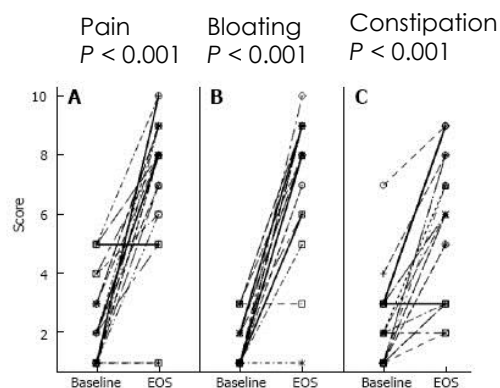 Pain Bloating Constipation
P < 0.001 P < 0.001 P < 0.001
A B C
10
8
6
4
2
Score
Baseline EOS Baseline EOS Baseline EOS